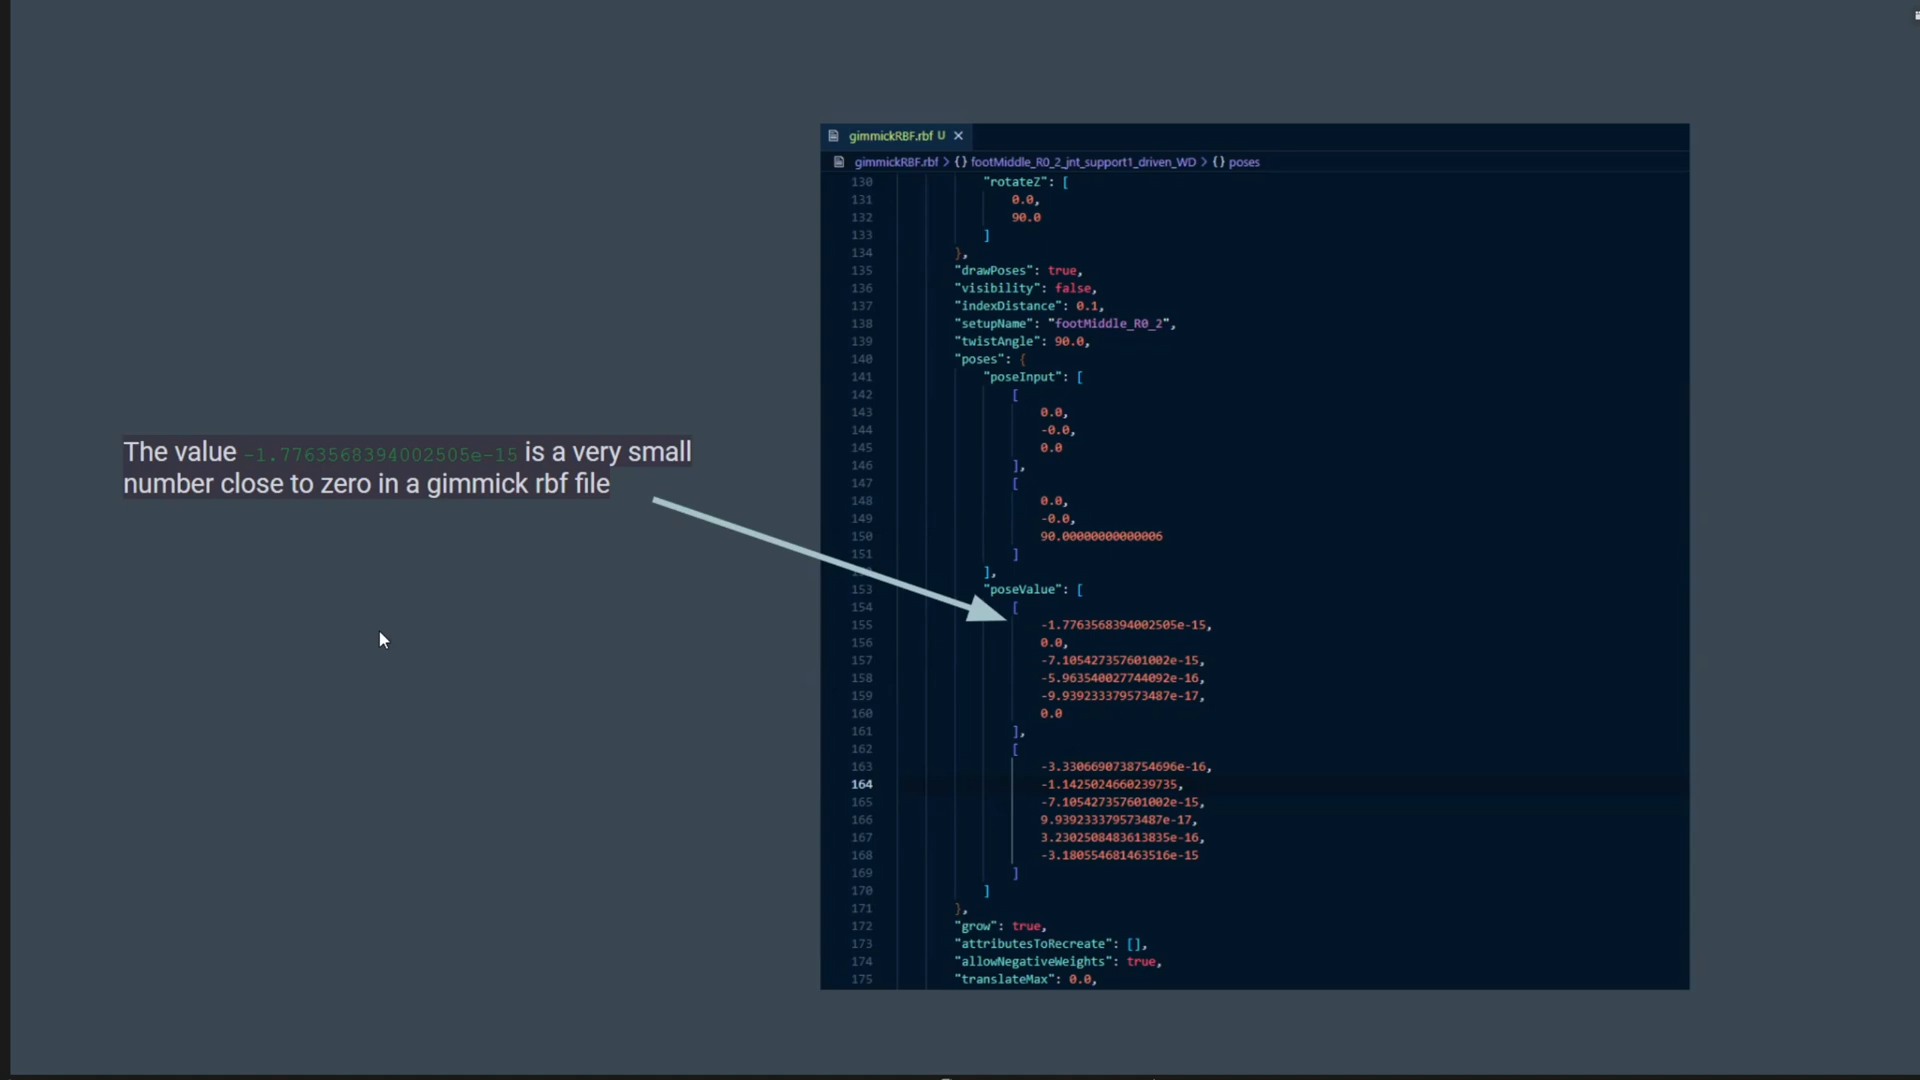 The value -1.7763568394002505e-15 is a very small
number close to zero in a gimmick rbf file
gimmickRBF.rbf U ×
gimmickRBF.rbf > {} footMiddle_R0_2_jnt_support1_driven_WD > {} poses
130 "rotateZ": [
131 0.0,
132 90.0
133 ]
134 },
135 "drawPoses": true,
136 "visibility": false,
137 "indexDistance": 0.1,
138 "setupName": "footMiddle_R0_2",
139 "twistAngle": 90.0,
140 "poses": {
141 "poseInput": [
142 [
143 0.0,
144 -0.0,
145 0.0
146 ],
147 [
148 0.0,
149 -0.0,
150 90.00000000000006
151 ]
],
153 "poseValue": [
154 [
155 -1.7763568394002505e-15,
156 0.0,
157 -7.105427357601002e-15,
158 -5.963540027744092e-16,
159 -9.939233379573487e-17,
160 0.0
161 ],
162 [
163 -3.3306690738754696e-16,
164 -1.1425024660239735,
165 -7.105427357601002e-15,
166 9.939233379573487e-17,
167 3.2302508483613835e-16,
168 -3.180554681463516e-15
169 ]
170 ]
171 },
172 "grow": true,
173 "attributesToRecreate": [],
174 "allowNegativeWeights": true,
175 "translateMax": 0.0,